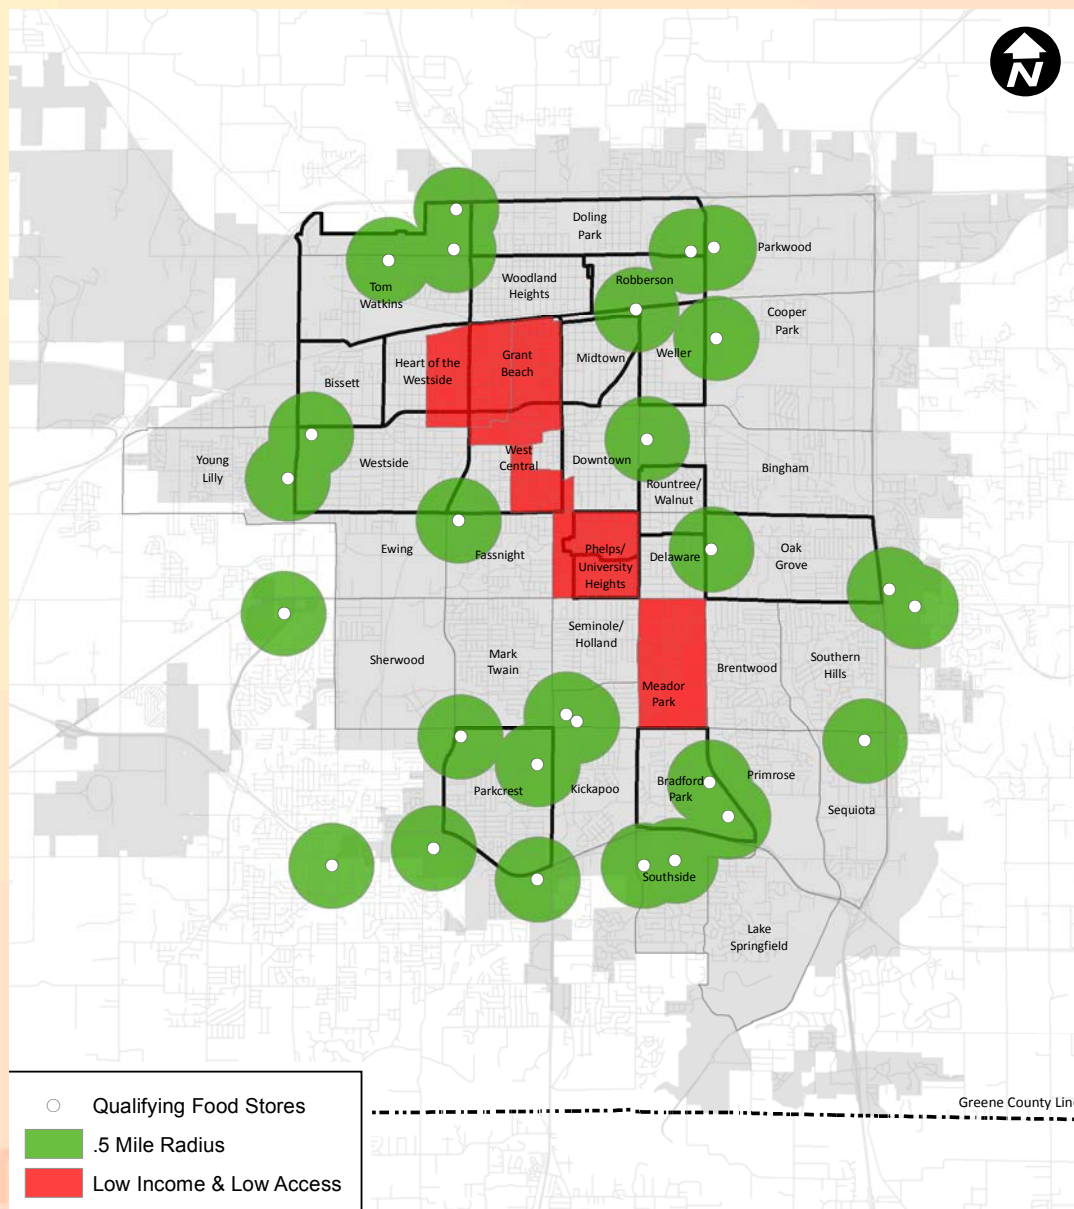 N
Doling
Park
Parkwood
Woodland
Heights
Robberson
Tom
Watkins
Cooper
Park
Grant
Beach
Heart of the
Westside
Midtown
Weller
Bissett
Young
Lilly
Westside
West
Central
Downtown
Bingham
Rountree/
Walnut
Ewing
Fassnight
Phelps/
University
Heights
Delaware
Oak
Grove
Seminole/
Holland
Sherwood
Mark
Twain
Brentwood
Southern
Hills
Meador
Park
Parkcrest
Kickapoo
Bradford
Park
Primrose
Sequiota
Southside
Lake
Springfield
Greene County Lin
Qualifying Food Stores
.5 Mile Radius
Low Income & Low Access